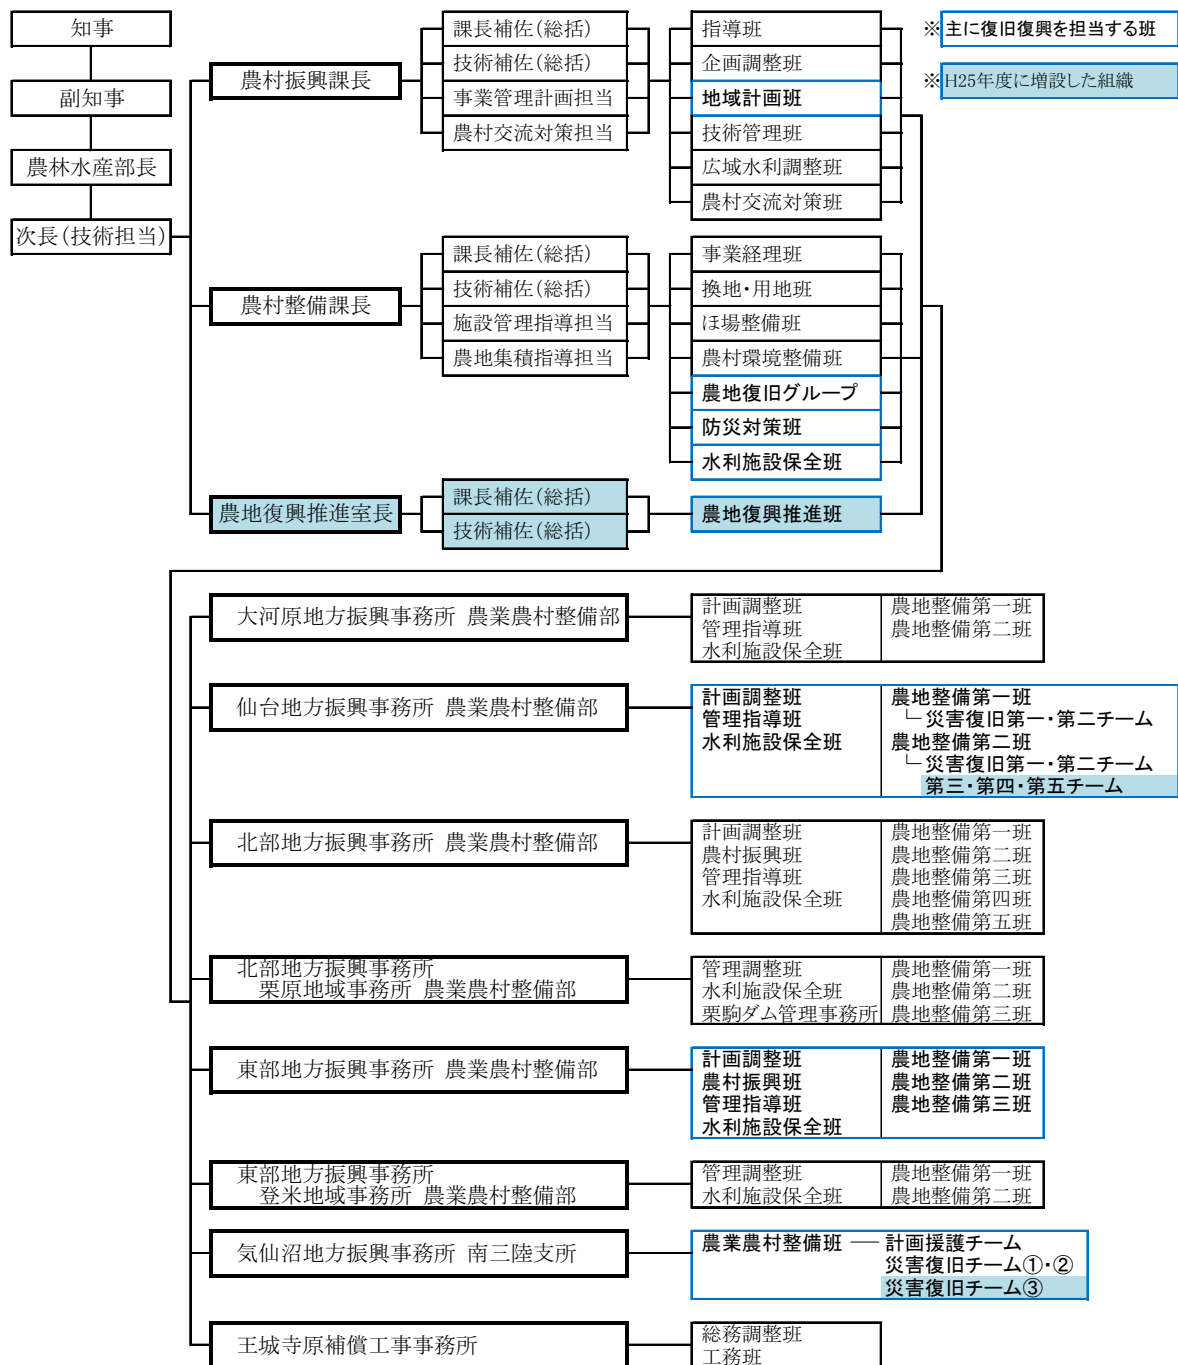 知事
副知事
農林水産部長
次長(技術担当)
※主に復旧復興を担当する班
※H25年度に増設した組織
農村振興課長
課長補佐(総括)
技術補佐(総括)
事業管理計画担当
農村交流対策担当
指導班
企画調整班
地域計画班
技術管理班
広域水利調整班
農村交流対策班
農村整備課長
課長補佐(総括)
技術補佐(総括)
施設管理指導担当
農地集積指導担当
事業経理班
換地・用地班
ほ場整備班
農村環境整備班
農地復旧グループ
防災対策班
水利施設保全班
農地復興推進室長
課長補佐(総括)
技術補佐(総括)
農地復興推進班
大河原地方振興事務所 農業農村整備部
計画調整班
管理指導班
水利施設保全班
農地整備第一班
農地整備第二班
仙台地方振興事務所 農業農村整備部
計画調整班
管理指導班
水利施設保全班
農地整備第一班
└災害復旧第一・第二チーム
農地整備第二班
└災害復旧第一・第二チーム
第三・第四・第五チーム
北部地方振興事務所 農業農村整備部
計画調整班
農村振興班
管理指導班
水利施設保全班
農地整備第一班
農地整備第二班
農地整備第三班
農地整備第四班
農地整備第五班
北部地方振興事務所
栗原地域事務所 農業農村整備部
管理調整班
水利施設保全班
栗駒ダム管理事務所
農地整備第一班
農地整備第二班
農地整備第三班
東部地方振興事務所 農業農村整備部
計画調整班
農村振興班
管理指導班
水利施設保全班
農地整備第一班
農地整備第二班
農地整備第三班
東部地方振興事務所
登米地域事務所 農業農村整備部
管理調整班
水利施設保全班
農地整備第一班
農地整備第二班
気仙沼地方振興事務所 南三陸支所
農業農村整備班 ── 計画援護チーム
災害復旧チーム①・②
災害復旧チーム③
王城寺原補償工事事務所
総務調整班
工務班